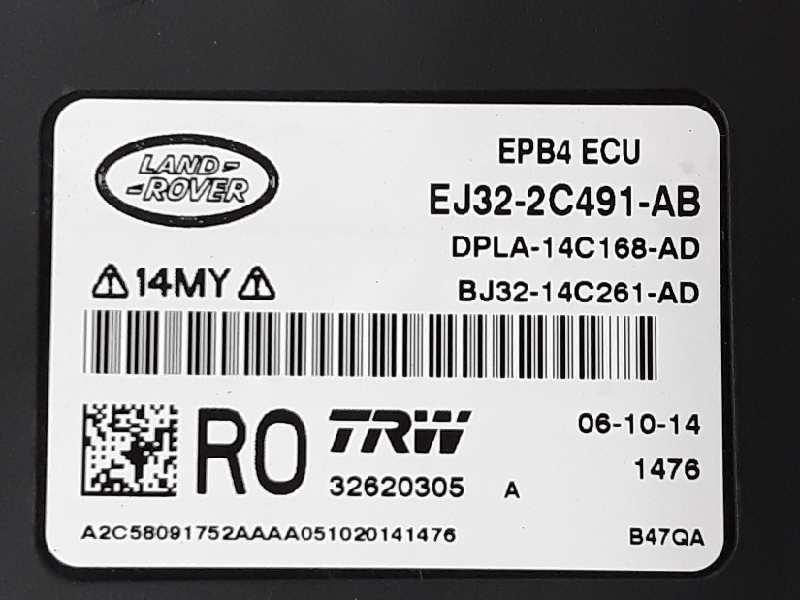 LAND-
-ROVER
EPB4 ECU
EJ32-2C491-AB
DPLA-14C168-AD
14MY
BJ32-14C261-AD
RO
TRW
06-10-14
32620305 A
1476
A2C58091752AAAA051020141476
B47QA